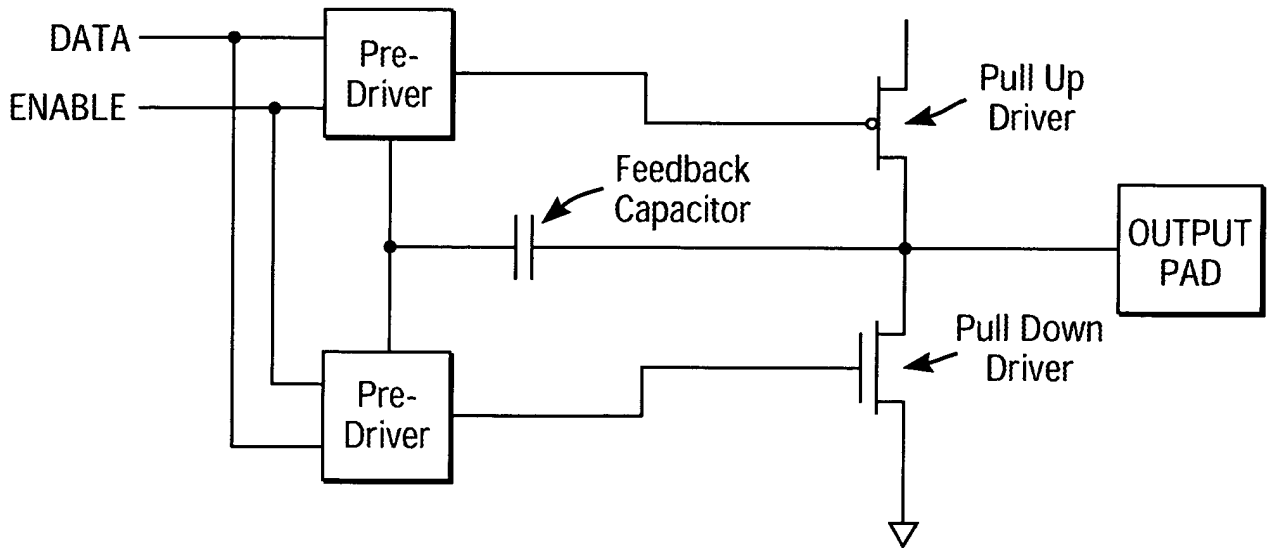 DATA
ENABLE
Pre-
Driver
Pull Up
Driver
Feedback
Capacitor
OUTPUT
PAD
Pull Down
Driver
Pre-
Driver